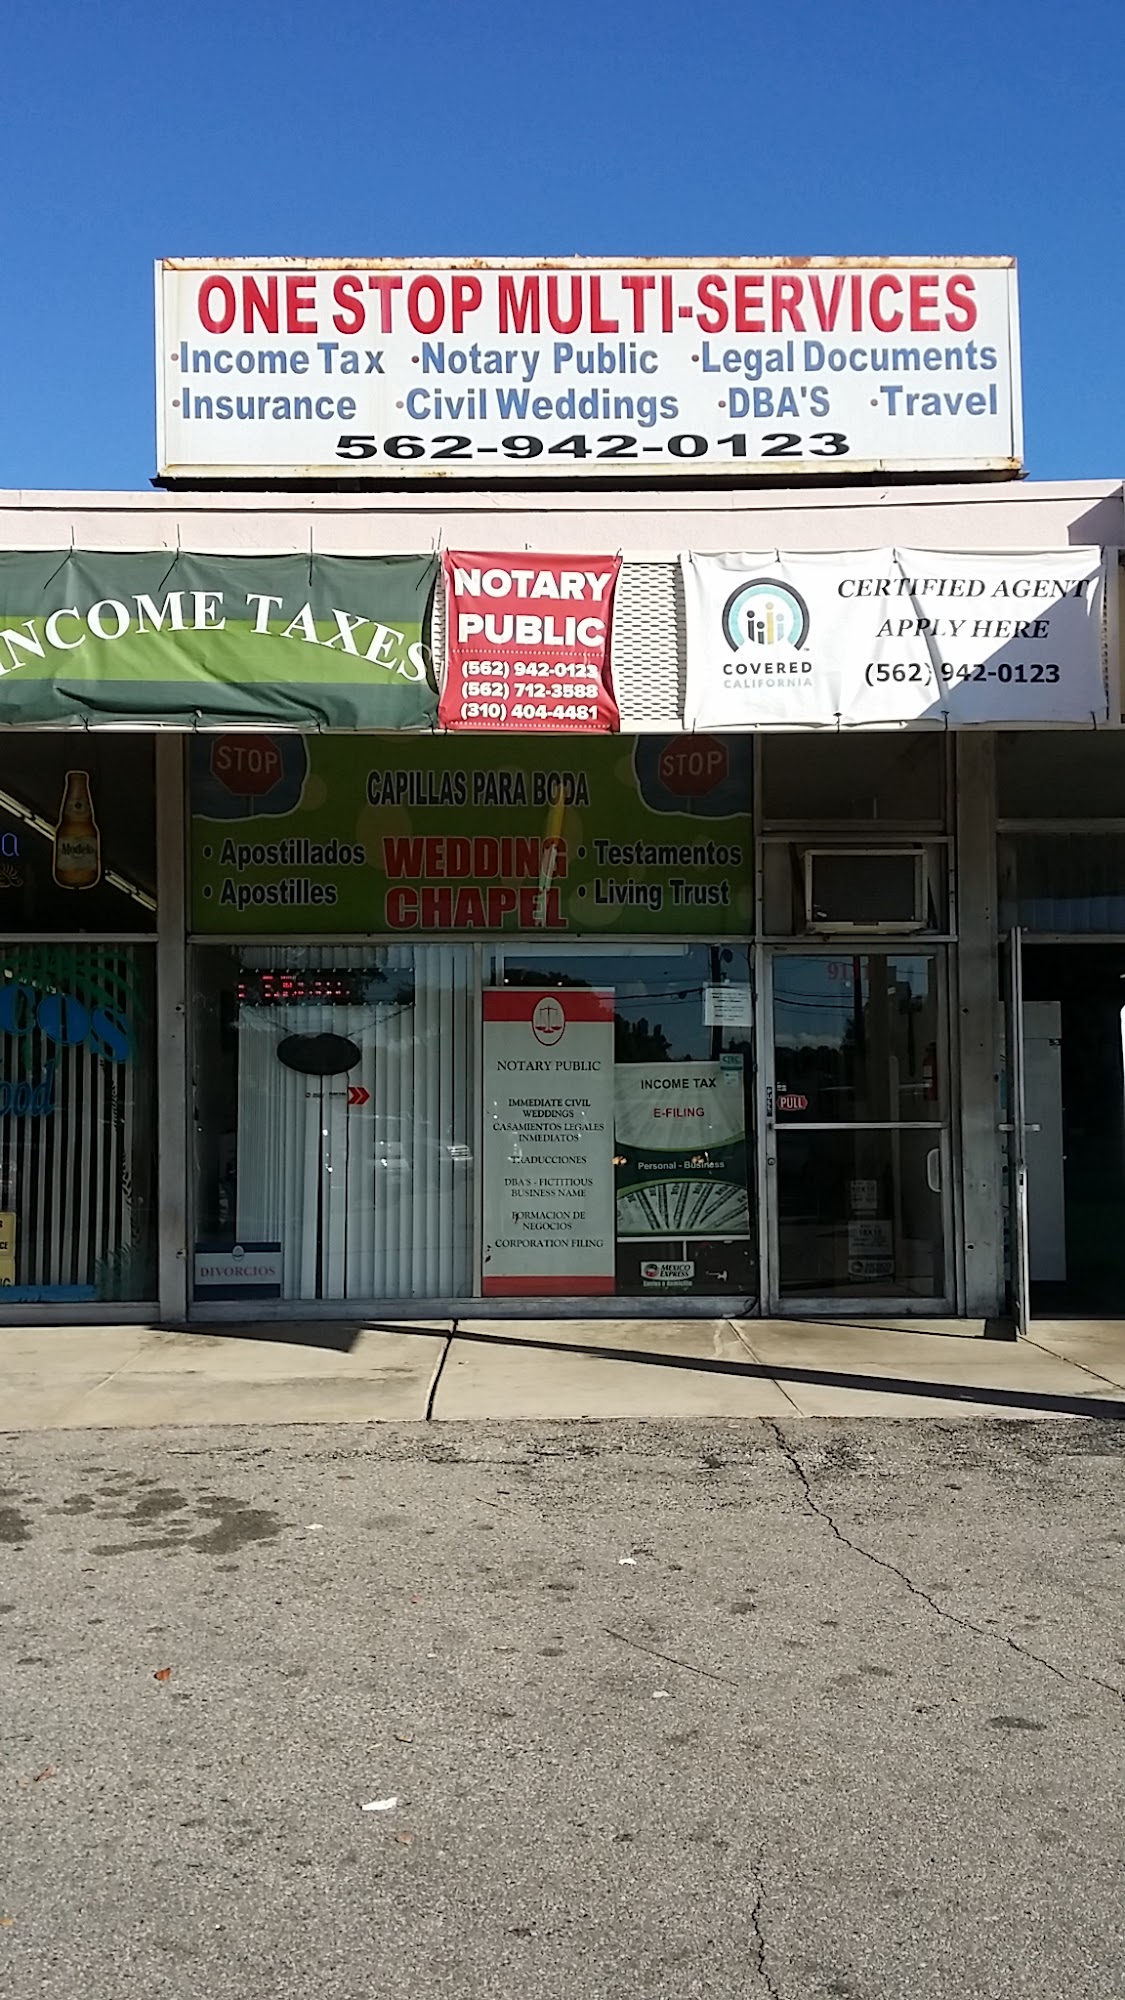 ONE STOP MULTI-SERVICES
•Income Tax •Notary Public •Legal Documents
•Insurance •Civil Weddings •DBA'S •Travel
562-942-0123
INCOME TAXES
NOTARY
PUBLIC
(562) 942-0123
(562) 712-3588
(310) 404-4481
COVERED
CALIFORNIA
CERTIFIED AGENT
APPLY HERE
(562) 942-0123
STOP
STOP
CAPILLAS PARA BODA
• Apostillados
• Apostilles
WEDDING
CHAPEL
• Testamentos
• Living Trust
Modelo
NOTARY PUBLIC
IMMEDIATE CIVIL
WEDDINGS
CASAMIENTOS LEGALES
INMEDIATOS
TRADUCCIONES
DBA'S - FICTITIOUS
BUSINESS NAME
FORMACION DE
NEGOCIOS
CORPORATION FILING
INCOME TAX
E-FILING
Personal - Business
MEXICO
EXPRESS
DIVORCIOS
PULL